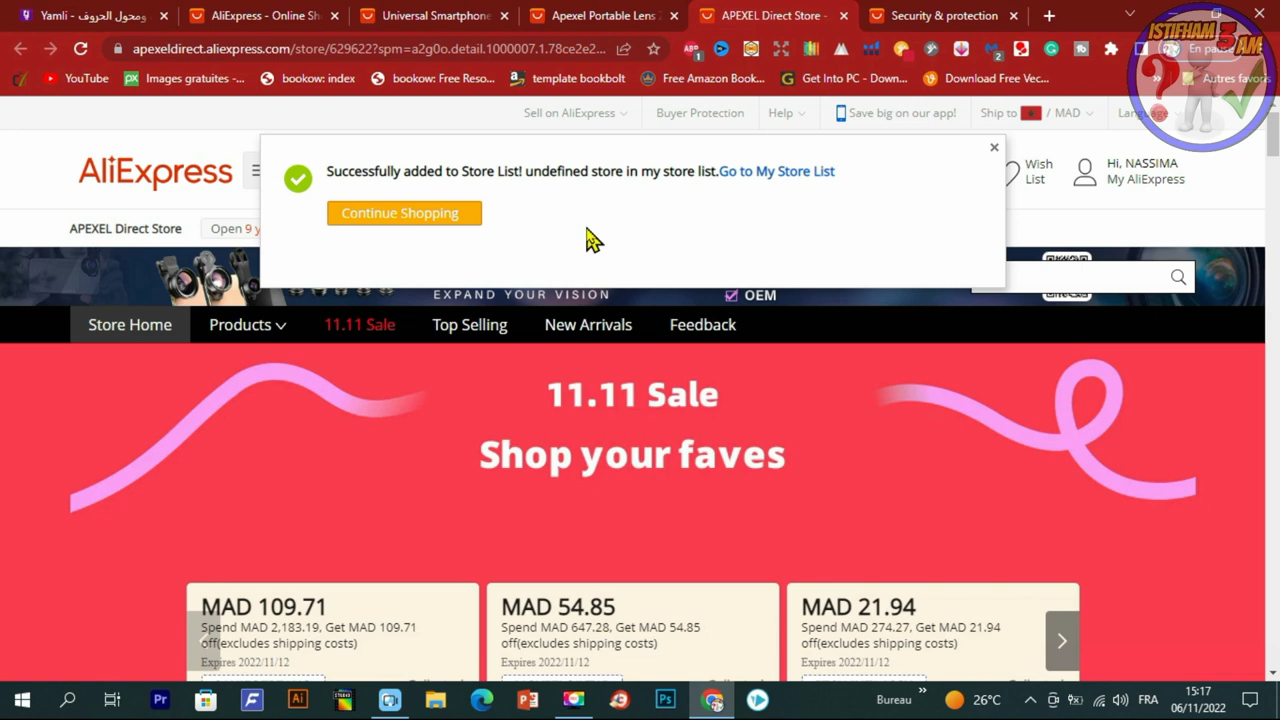 Yamli - ومحول الحروف
AliExpress - Online Sh
Universal Smartphone
Apexel Portable Lens
APEXEL Direct Store -
Security & protection
ISTIFHAM 3AM
apexeldirect.aliexpress.com/store/629622?spm=a2g0o.detail.1000007.1.78ce2e2...
En pause
YouTube
Images gratuites -...
bookow: index
bookow: Free Reso...
template bookbolt
Free Amazon Book...
Get Into PC - Down...
Download Free Vec...
Autres favoris
Sell on AliExpress
Buyer Protection
Help
Save big on our app!
Ship to / MAD
Language
AliExpress
Successfully added to Store List! undefined store in my store list.Go to My Store List
Continue Shopping
Wish List
Hi, NASSIMA
My AliExpress
APEXEL Direct Store
Open 9 y
EXPAND YOUR VISION
OEM
Store Home
Products
11.11 Sale
Top Selling
New Arrivals
Feedback
11.11 Sale
Shop your faves
MAD 109.71
Spend MAD 2,183.19, Get MAD 109.71
off(excludes shipping costs)
Expires 2022/11/12
MAD 54.85
Spend MAD 647.28, Get MAD 54.85
off(excludes shipping costs)
Expires 2022/11/12
MAD 21.94
Spend MAD 274.27, Get MAD 21.94
off(excludes shipping costs)
Expires 2022/11/12
Bureau
26°C
FRA
15:17
06/11/2022